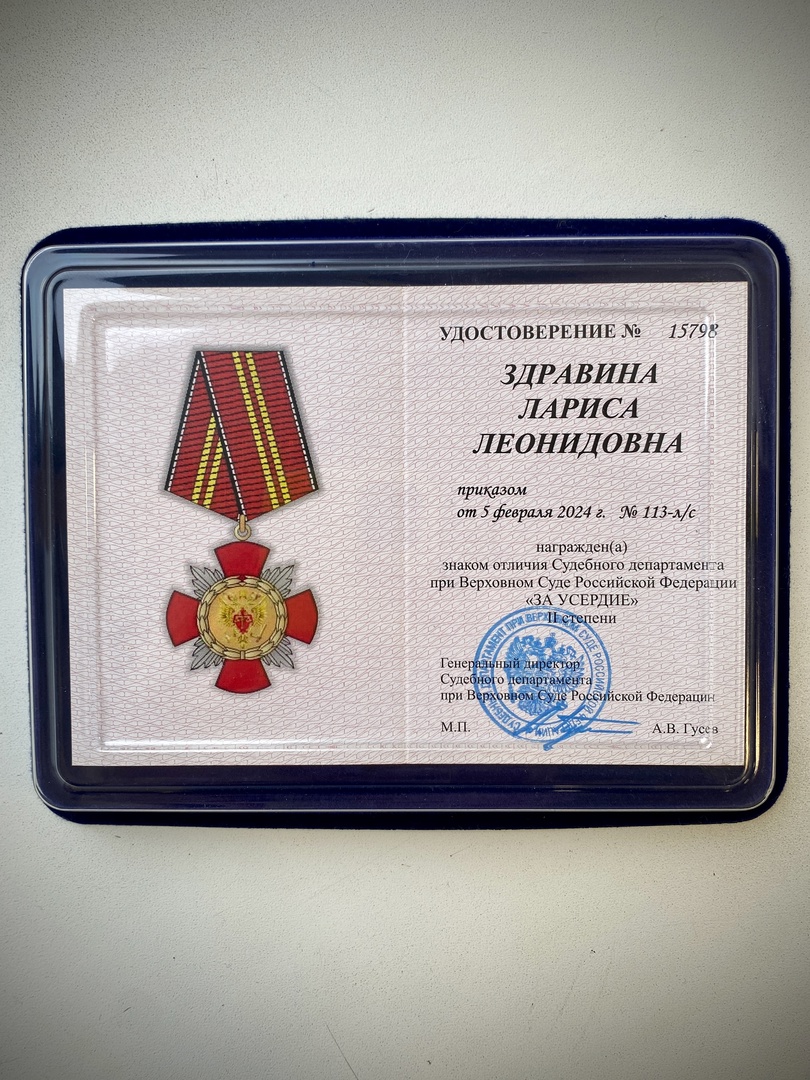 УДОСТОВЕРЕНИЕ № 15798
ЗДРАВИНА
ЛАРИСА
ЛЕОНИДОВНА
приказом
от 5 февраля 2024 г. № 113-л/с
награжден(а)
знаком отличия Судебного департамента
при Верховном Суде Российской Федерации
«ЗА УСЕРДИЕ»
II степени
Генеральный директор
Судебного департамента
при Верховном Суде Российской Федерации
М.П. А.В. Гусев